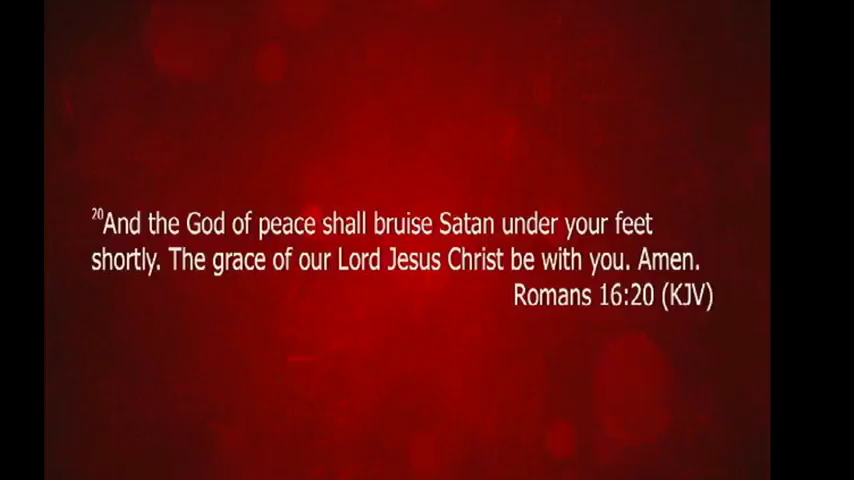 20And the God of peace shall bruise Satan under your feet
shortly. The grace of our Lord Jesus Christ be with you. Amen.
Romans 16:20 (KJV)